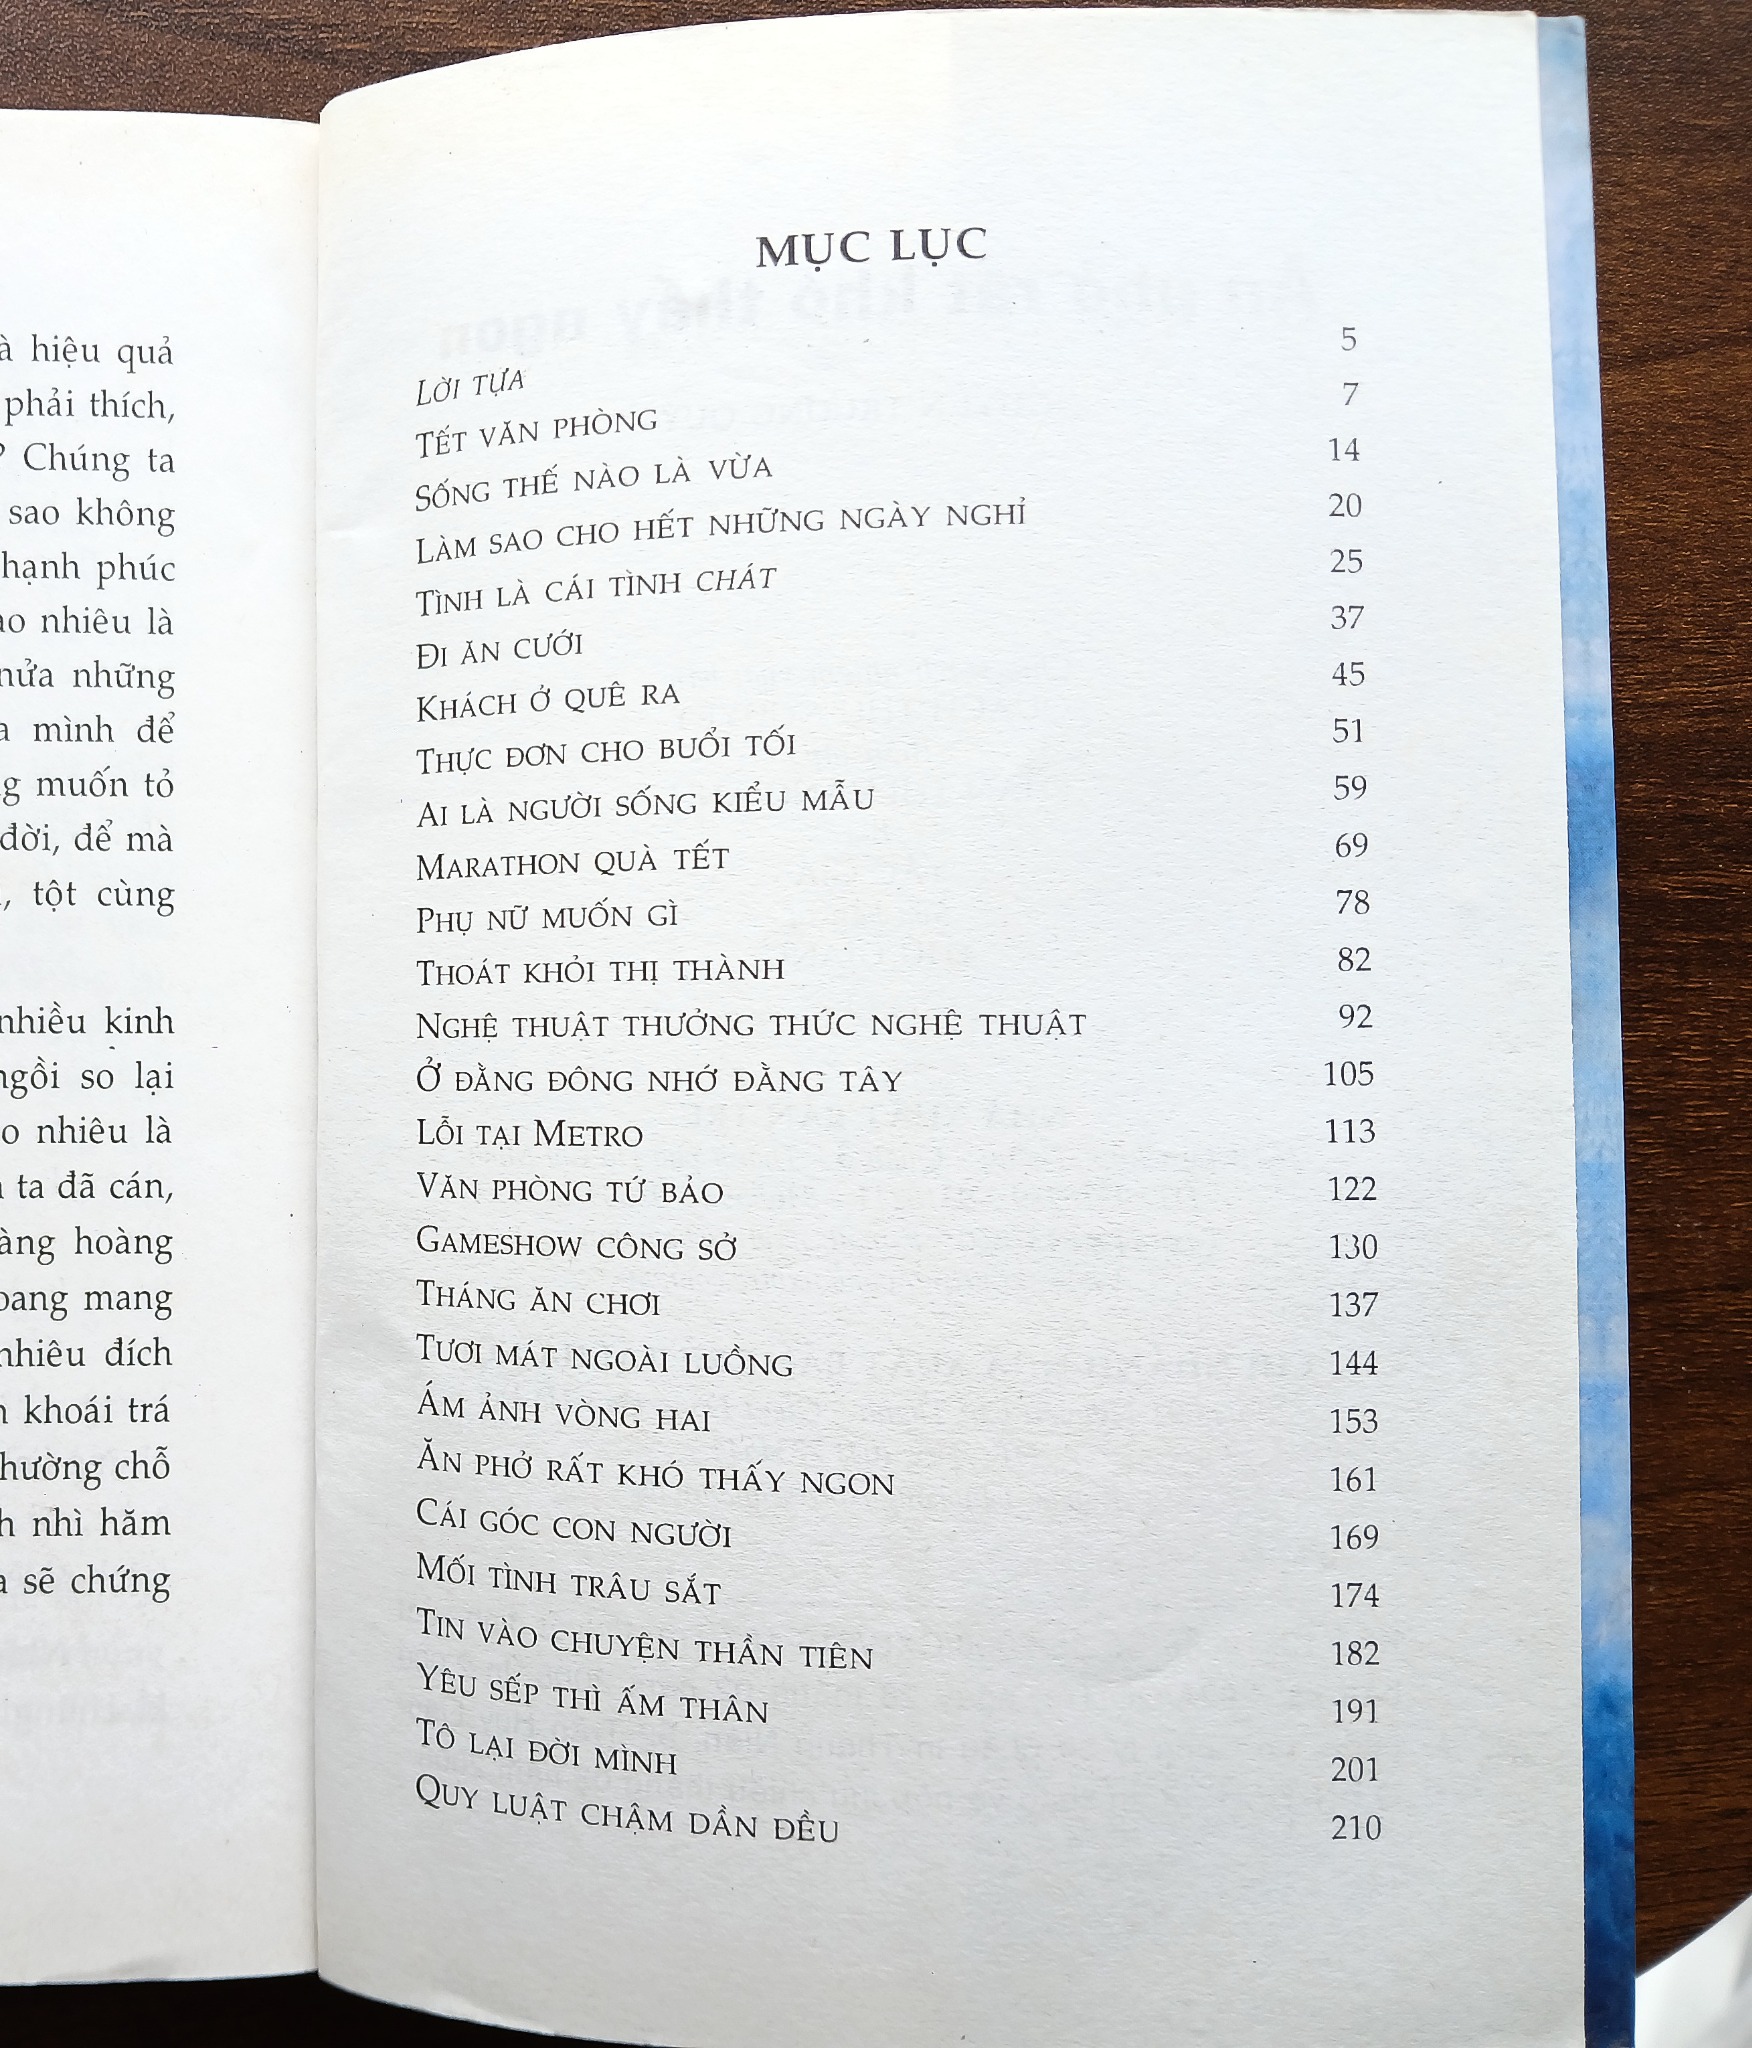 hiệu quả
phải thích,
? Chúng ta
sao không
hạnh phúc
nhiêu là
nửa những
mình để
muốn tỏ
đời, để mà
, tột cùng
nhiều kinh
ngồi so lại
nhiêu là
ta đã cán,
hoàng
mang
nhiêu đích
khoái trá
chỗ
nhì hăm
sẽ chứng
MỤC LỤC
LỜI TỰA 5
TẾT VĂN PHÒNG 7
SỐNG THẾ NÀO LÀ VỪA 14
LÀM SAO CHO HẾT NHỮNG NGÀY NGHỈ 20
TÌNH LÀ CÁI TÌNH CHÁT 25
ĐI ĂN CƯỚI 37
KHÁCH Ở QUÊ RA 45
THỰC ĐƠN CHO BUỔI TỐI 51
AI LÀ NGƯỜI SỐNG KIỂU MẪU 59
MARATHON QUÀ TẾT 69
PHỤ NỮ MUỐN GÌ 78
THOÁT KHỎI THỊ THÀNH 82
NGHỆ THUẬT THƯỞNG THỨC NGHỆ THUẬT 92
Ở ĐẰNG ĐÔNG NHỚ ĐẰNG TÂY 105
LỖI TẠI METRO 113
VĂN PHÒNG TỨ BẢO 122
GAMESHOW CÔNG SỞ 130
THÁNG ĂN CHƠI 137
TƯƠI MÁT NGOÀI LUỒNG 144
ÁM ẢNH VÒNG HAI 153
ĂN PHỞ RẤT KHÓ THẤY NGON 161
CÁI GÓC CON NGƯỜI 169
MỐI TÌNH TRÂU SẮT 174
TIN VÀO CHUYỆN THẦN TIÊN 182
YÊU SẾP THÌ ẤM THÂN 191
TÔ LẠI ĐỜI MÌNH 201
QUY LUẬT CHẬM DẦN ĐỀU 210